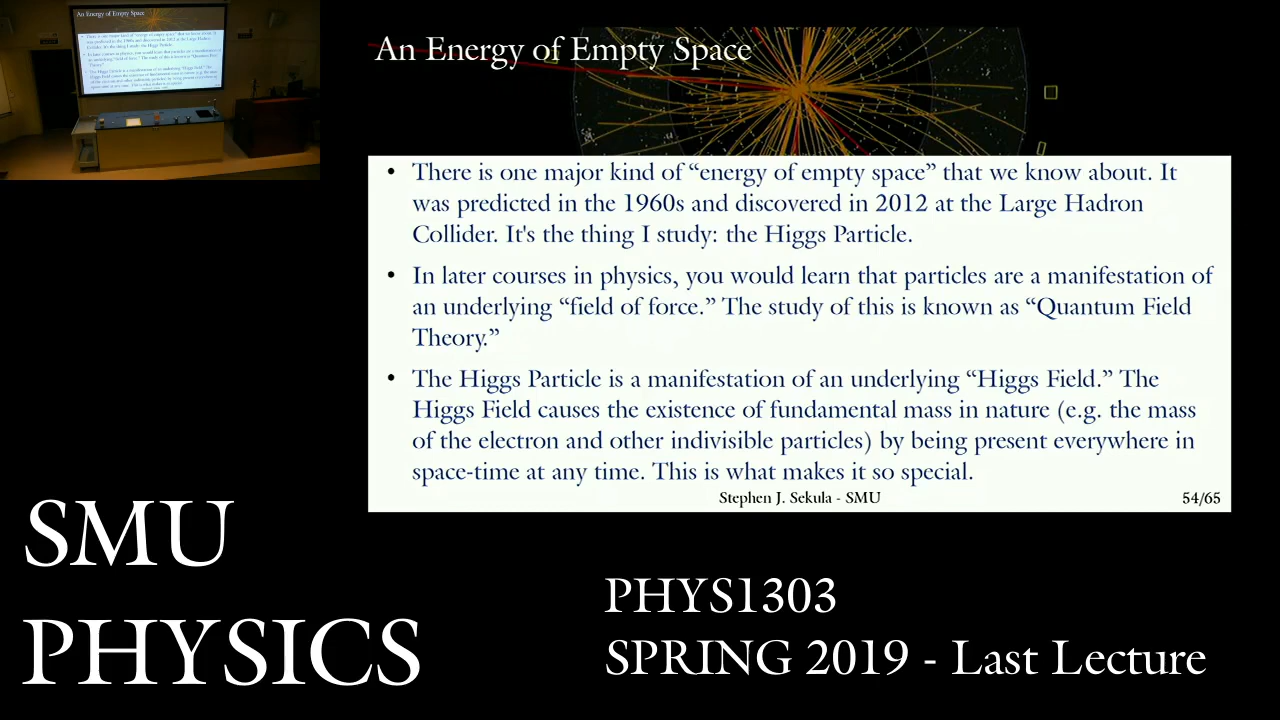 An Energy of Empty Space
An Energy of Empty Space
• There is one major kind of “energy of empty space” that we know about. It
was predicted in the 1960s and discovered in 2012 at the Large Hadron
Collider. It's the thing I study: the Higgs Particle.
• In later courses in physics, you would learn that particles are a manifestation of
an underlying “field of force.” The study of this is known as “Quantum Field
Theory.”
• The Higgs Particle is a manifestation of an underlying “Higgs Field.” The
Higgs Field causes the existence of fundamental mass in nature (e.g. the mass
of the electron and other indivisible particles) by being present everywhere in
space-time at any time. This is what makes it so special.
Stephen J. Sekula - SMU
54/65
SMU
PHYSICS
PHYS1303
SPRING 2019 - Last Lecture